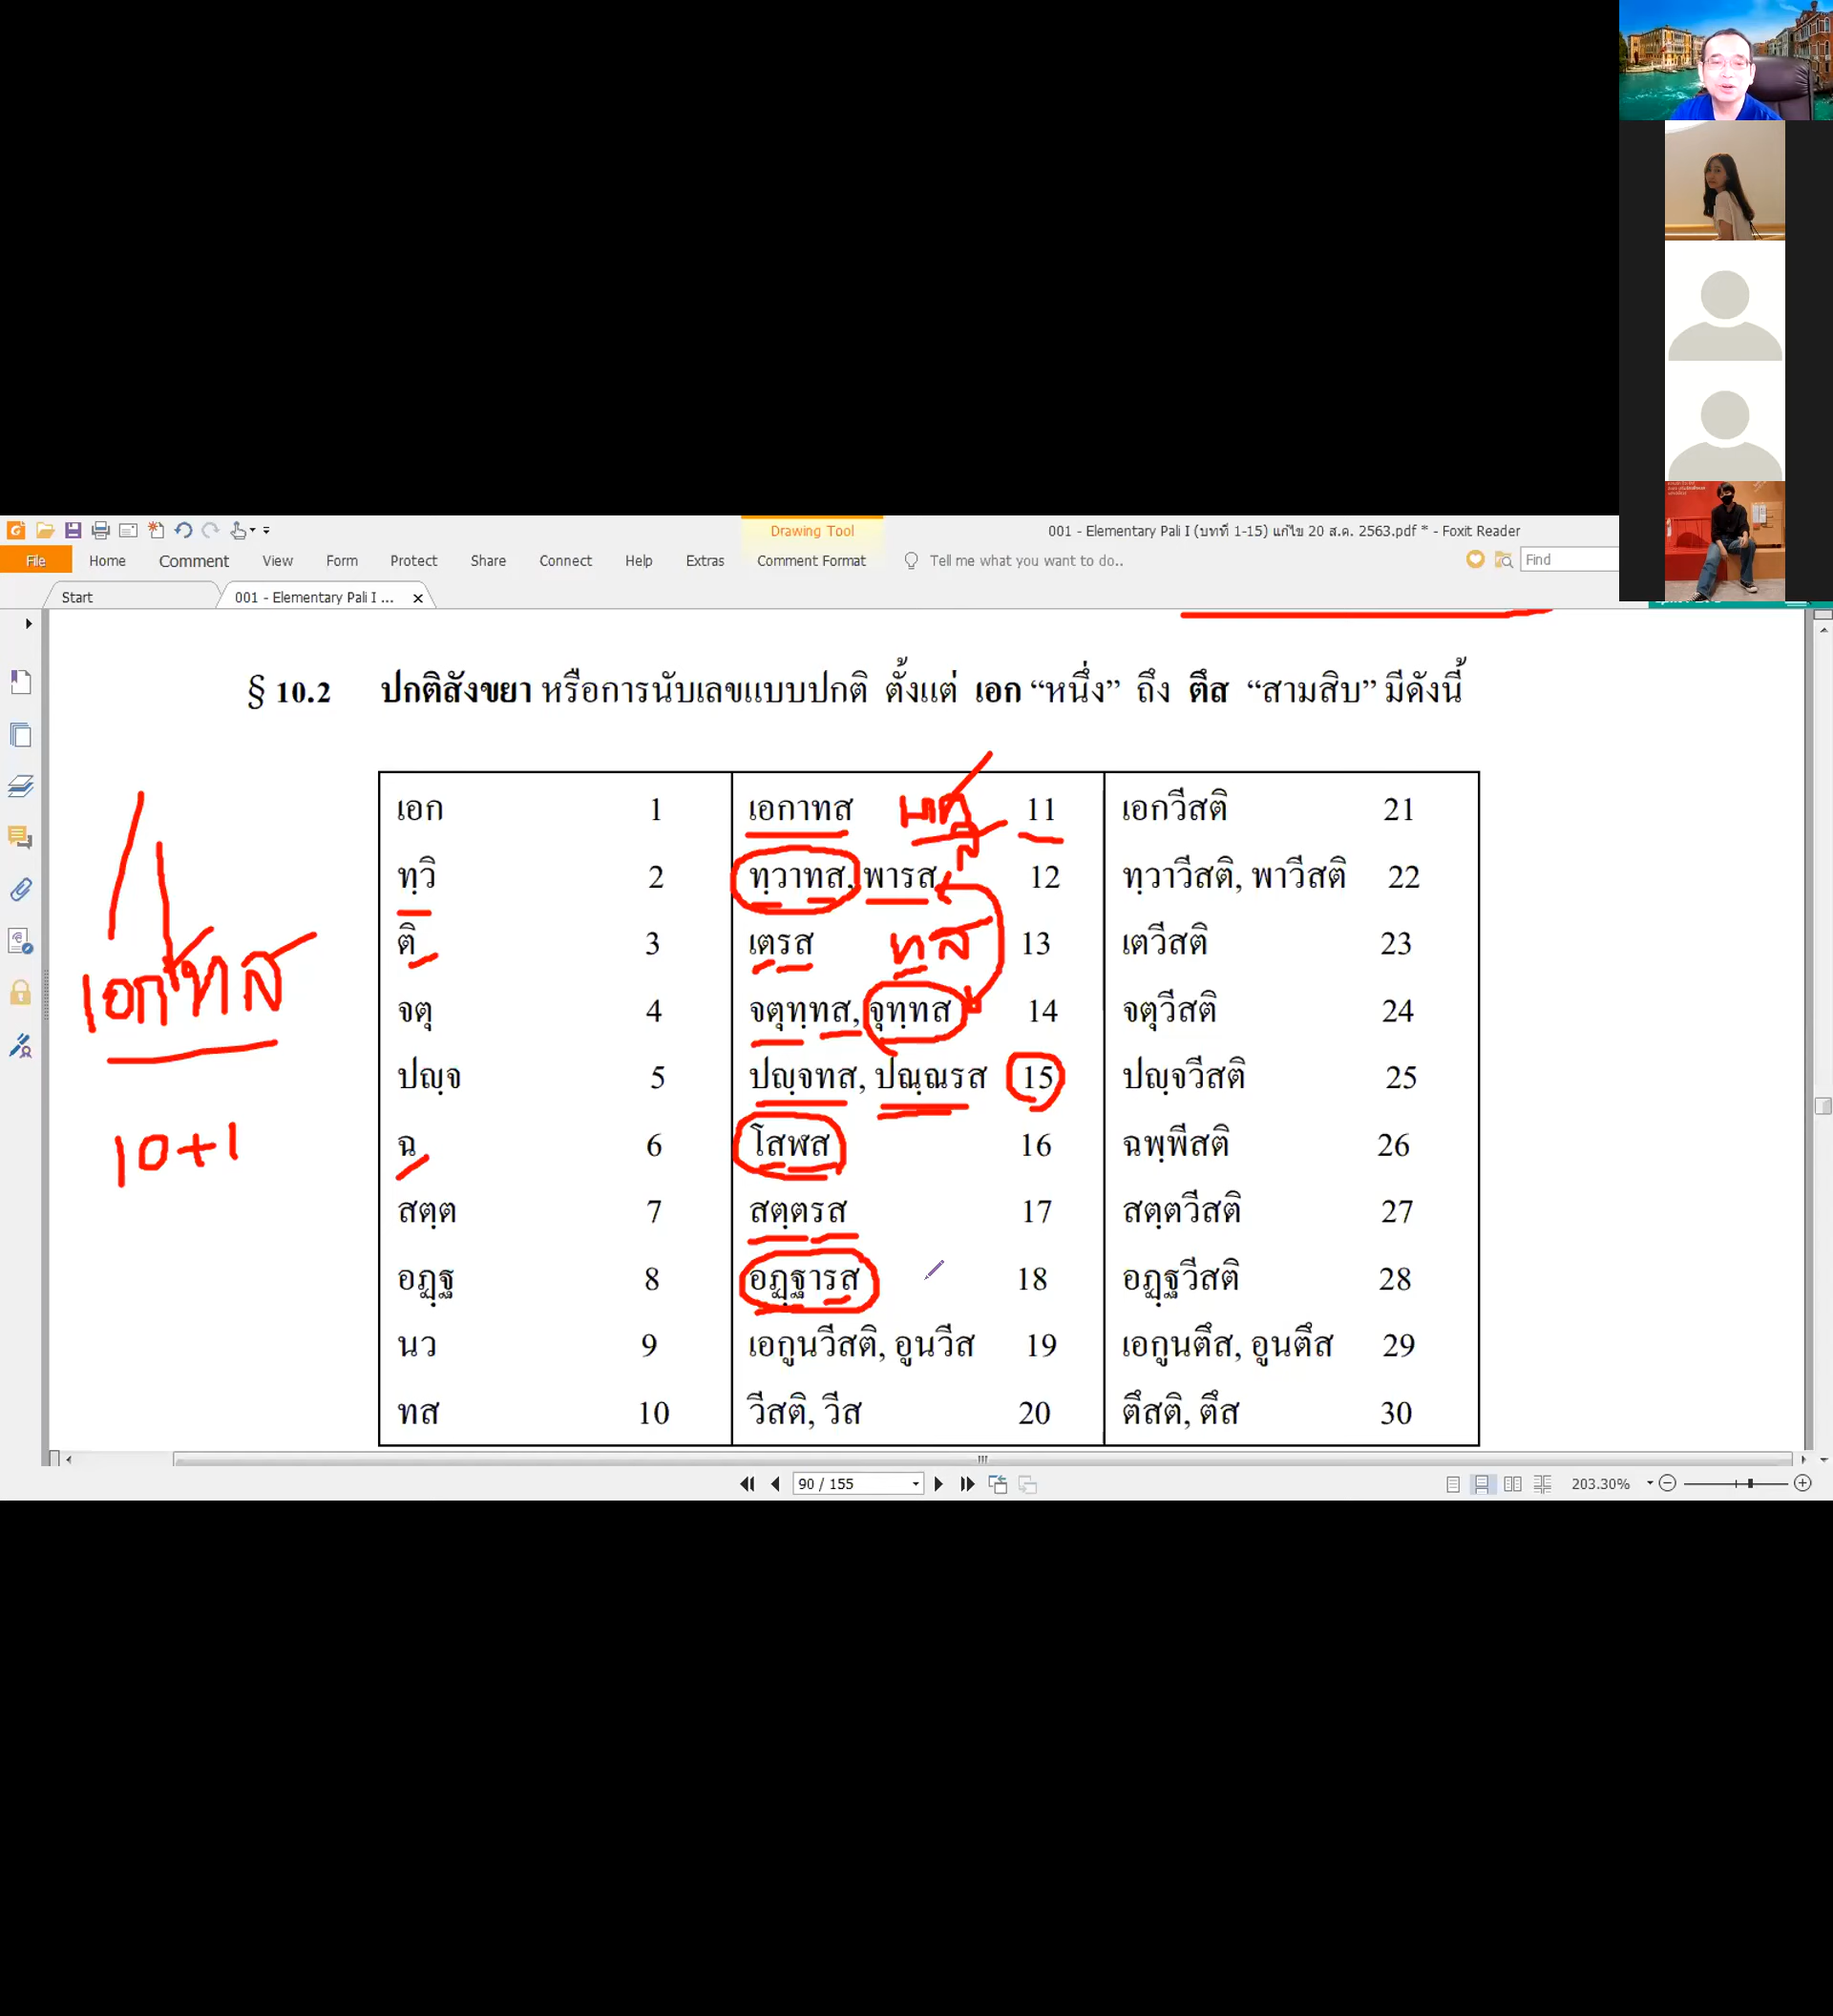 Drawing Tool
001 - Elementary Pali I (บทที่ 1-15) แก้ไข 20 ส.ค. 2563.pdf * - Foxit Reader
File Home Comment View Form Protect Share Connect Help Extras Comment Format Tell me what you want to do.. Find
Start 001 - Elementary Pali I ...
§ 10.2 ปกติสังขยา หรือการนับเลขแบบปกติ ตั้งแต่ เอก “หนึ่ง” ถึง ตึส “สามสิบ” มีดังนี้
เอก 1 เอกาทส 11 เอกวีสติ 21
ทฺวิ 2 ทฺวาทส, พารส 12 ทฺวาวีสติ, พาวีสติ 22
ติ 3 เตรส ทส 13 เตวีสติ 23
เอก ทส
จตุ 4 จตุทฺทส, จุทฺทส 14 จตุวีสติ 24
ปญฺจ 5 ปญฺจทส, ปณฺณรส 15 ปญฺจวีสติ 25
10+1
ฉ 6 โสฬส 16 ฉพฺพีสติ 26
สตฺต 7 สตฺตรส 17 สตฺตวีสติ 27
อฏฺฐ 8 อฏฺฐารส 18 อฏฺฐวีสติ 28
นว 9 เอกูนวีสติ, อูนวีส 19 เอกูนตึส, อูนตึส 29
ทส 10 วีสติ, วีส 20 ตึสติ, ตึส 30
90 / 155 203.30%